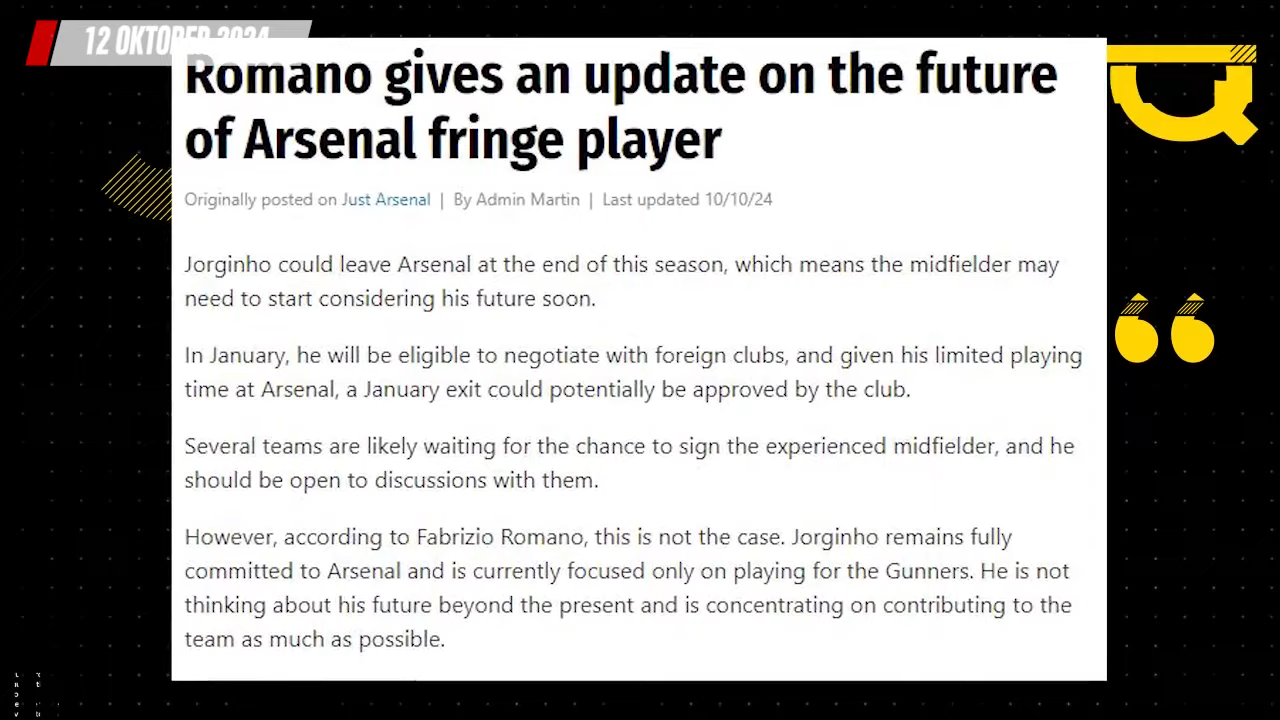 12 OKTOBER 2024
Romano gives an update on the future
of Arsenal fringe player
Originally posted on Just Arsenal | By Admin Martin | Last updated 10/10/24
Jorginho could leave Arsenal at the end of this season, which means the midfielder may
need to start considering his future soon.
In January, he will be eligible to negotiate with foreign clubs, and given his limited playing
time at Arsenal, a January exit could potentially be approved by the club.
Several teams are likely waiting for the chance to sign the experienced midfielder, and he
should be open to discussions with them.
However, according to Fabrizio Romano, this is not the case. Jorginho remains fully
committed to Arsenal and is currently focused only on playing for the Gunners. He is not
thinking about his future beyond the present and is concentrating on contributing to the
team as much as possible.